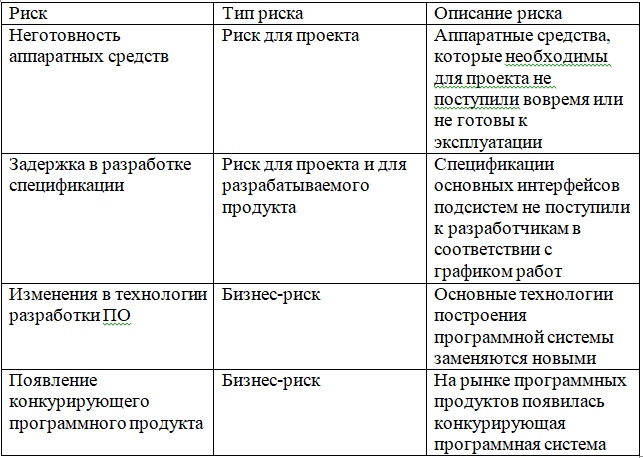 Риск Тип риска Описание риска
Неготовность Риск для проекта Аппаратные средства,
аппаратных средств которые необходимы
для проекта не
поступили вовремя или
не готовы к
эксплуатации
Задержка в разработке Риск для проекта и для Спецификации
спецификации разрабатываемого основных интерфейсов
продукта подсистем не поступили
к разработчикам в
соответствии с
графиком работ
Изменения в технологии Бизнес-риск Основные технологии
разработки ПО построения
программной системы
заменяются новыми
Появление Бизнес-риск На рынке программных
конкурирующего продуктов появилась
программного продукта конкурирующая
программная система